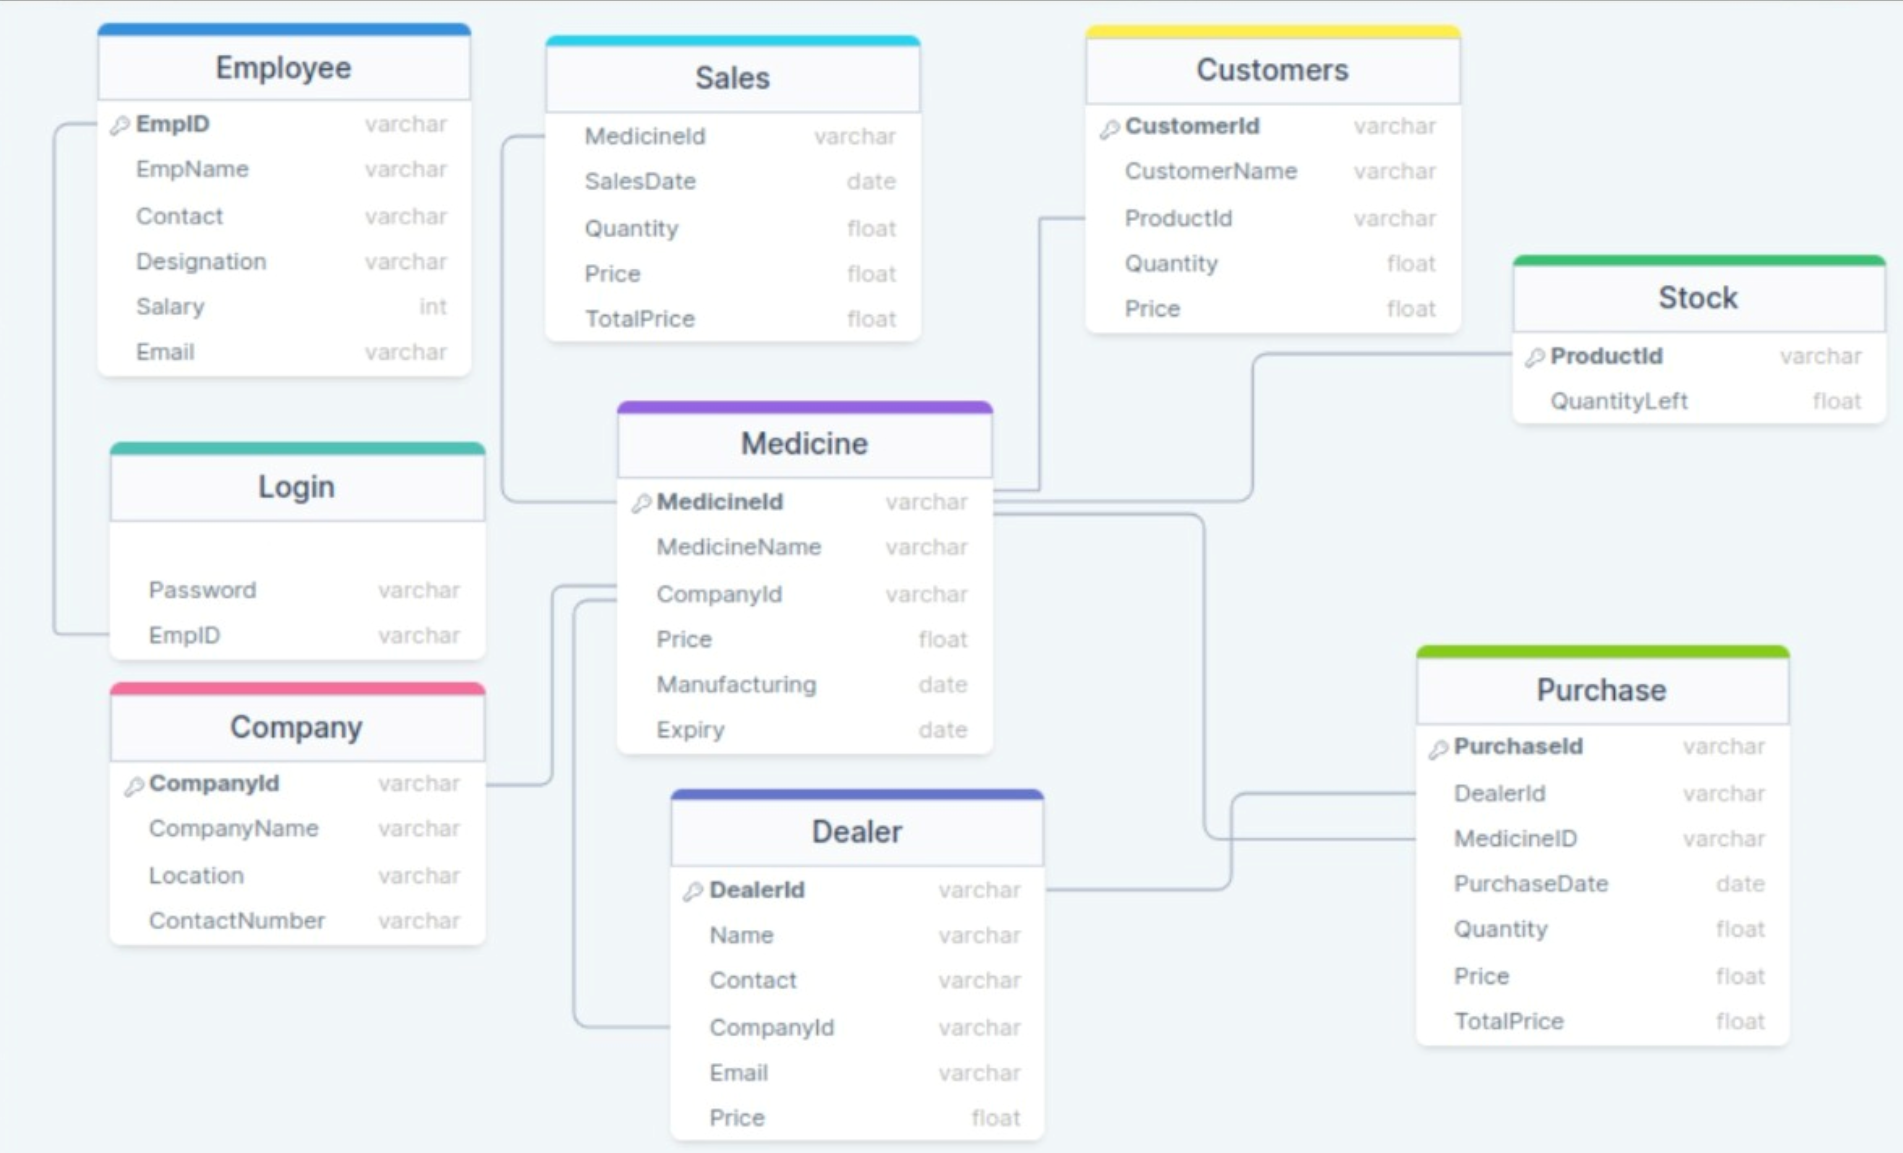 Employee
EmpID varchar
EmpName varchar
Contact varchar
Designation varchar
Salary int
Email varchar
Sales
MedicineId varchar
SalesDate date
Quantity float
Price float
TotalPrice float
Customers
CustomerId varchar
CustomerName varchar
ProductId varchar
Quantity float
Price float
Stock
ProductId varchar
QuantityLeft float
Login
Password varchar
EmpID varchar
Medicine
MedicineId varchar
MedicineName varchar
CompanyId varchar
Price float
Manufacturing date
Expiry date
Company
CompanyId varchar
CompanyName varchar
Location varchar
ContactNumber varchar
Dealer
DealerId varchar
Name varchar
Contact varchar
CompanyId varchar
Email varchar
Price float
Purchase
PurchaseId varchar
DealerId varchar
MedicineID varchar
PurchaseDate date
Quantity float
Price float
TotalPrice float